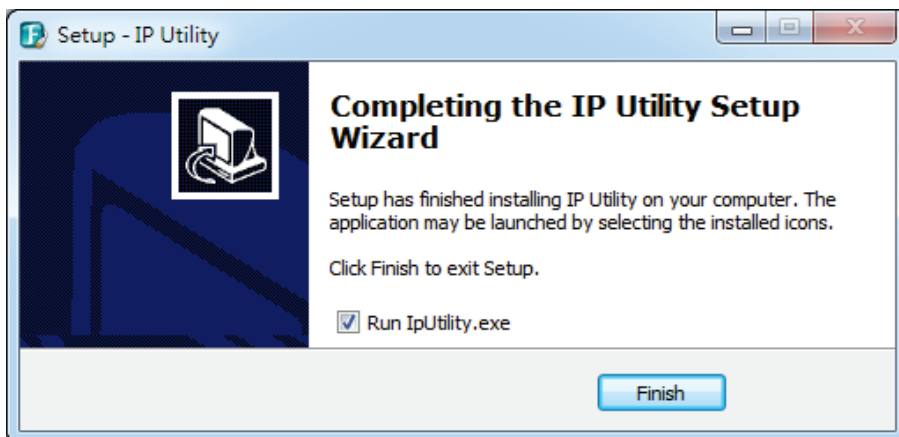 Setup - IP Utility
Completing the IP Utility Setup
Wizard
Setup has finished installing IP Utility on your computer. The
application may be launched by selecting the installed icons.
Click Finish to exit Setup.
Run IpUtility.exe
Finish